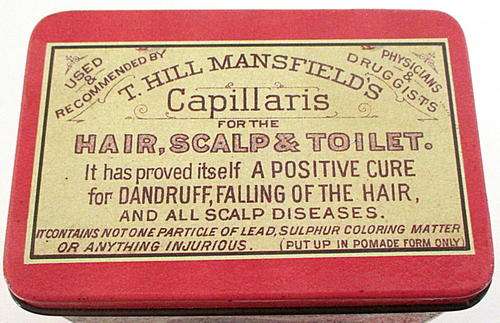 USED & RECOMMENDED BY
PHYSICIANS & DRUGGISTS
T. HILL MANSFIELD'S
Capillaris
FOR THE
HAIR, SCALP & TOILET.
It has proved itself A POSITIVE CURE
for DANDRUFF, FALLING OF THE HAIR,
AND ALL SCALP DISEASES.
IT CONTAINS NOT ONE PARTICLE OF LEAD, SULPHUR COLORING MATTER
OR ANYTHING INJURIOUS. (PUT UP IN POMADE FORM ONLY)